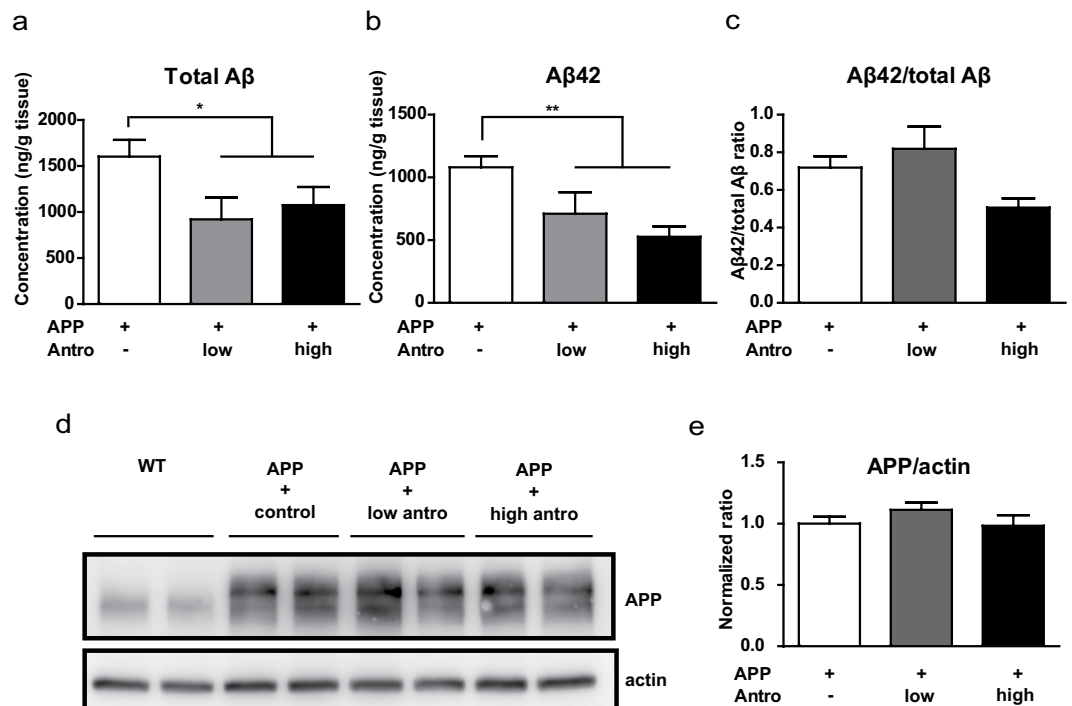 a
Total Aβ
Concentration (ng/g tissue)
2000
1500
1000
500
0
*
APP + + +
Antro - low high
b
Aβ42
Concentration (ng/g tissue)
1500
1000
500
0
**
APP + + +
Antro - low high
c
Aβ42/total Aβ
Aβ42/total Aβ ratio
1.0
0.8
0.6
0.4
0.2
0.0
APP + + +
Antro - low high
d
WT
APP
+
control
APP
+
low antro
APP
+
high antro
APP
actin
e
APP/actin
Normalized ratio
1.5
1.0
0.5
0.0
APP + + +
Antro - low high